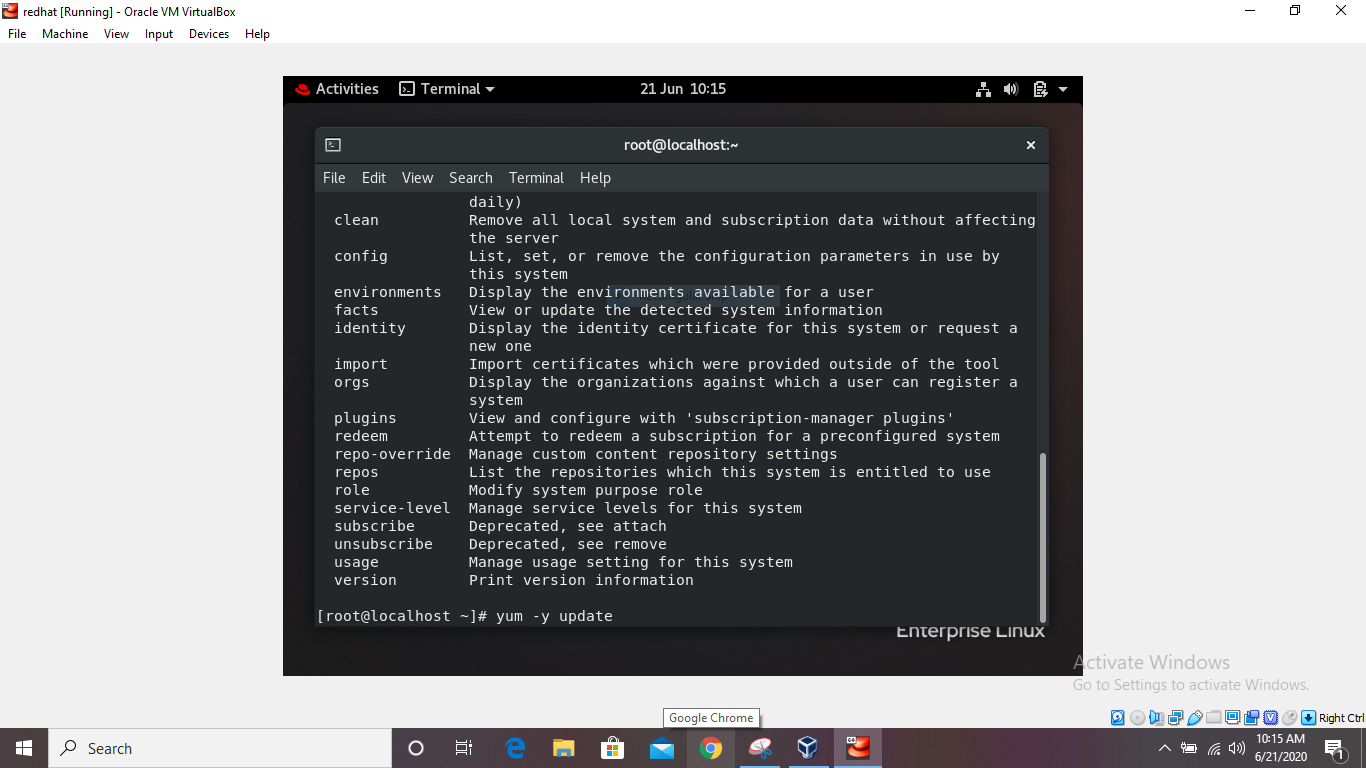 redhat [Running] - Oracle VM VirtualBox
File Machine View Input Devices Help
Activities Terminal 21 Jun 10:15
root@localhost:~
File Edit View Search Terminal Help
daily)
clean Remove all local system and subscription data without affecting
the server
config List, set, or remove the configuration parameters in use by
this system
environments Display the environments available for a user
facts View or update the detected system information
identity Display the identity certificate for this system or request a
new one
import Import certificates which were provided outside of the tool
orgs Display the organizations against which a user can register a
system
plugins View and configure with 'subscription-manager plugins'
redeem Attempt to redeem a subscription for a preconfigured system
repo-override Manage custom content repository settings
repos List the repositories which this system is entitled to use
role Modify system purpose role
service-level Manage service levels for this system
subscribe Deprecated, see attach
unsubscribe Deprecated, see remove
usage Manage usage setting for this system
version Print version information
[root@localhost ~]# yum -y update
Enterprise Linux
Activate Windows
Go to Settings to activate Windows.
Google Chrome
Right Ctrl
Search
10:15 AM
6/21/2020
1